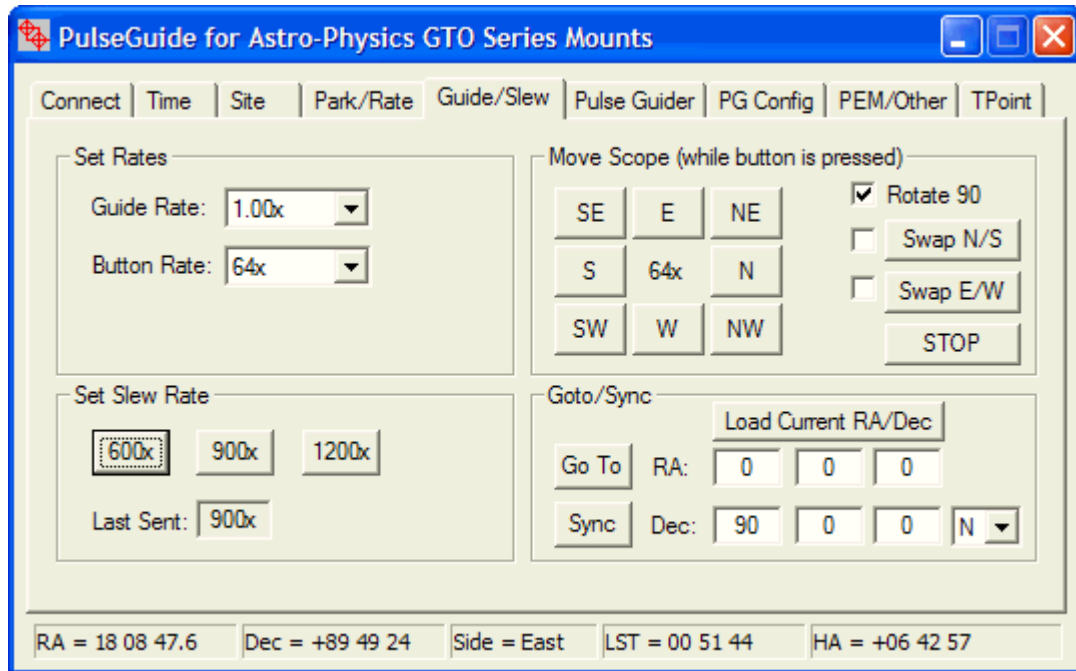 PulseGuide for Astro-Physics GTO Series Mounts
Connect Time Site Park/Rate Guide/Slew Pulse Guider PG Config PEM/Other TPoint
Set Rates
Guide Rate: 1.00x
Button Rate: 64x
Move Scope (while button is pressed)
SE E NE
S 64x N
SW W NW
Rotate 90
Swap N/S
Swap E/W
STOP
Set Slew Rate
600x 900x 1200x
Last Sent: 900x
Goto/Sync
Load Current RA/Dec
Go To RA: 0 0 0
Sync Dec: 90 0 0 N
RA = 18 08 47.6 Dec = +89 49 24 Side = East LST = 00 51 44 HA = +06 42 57